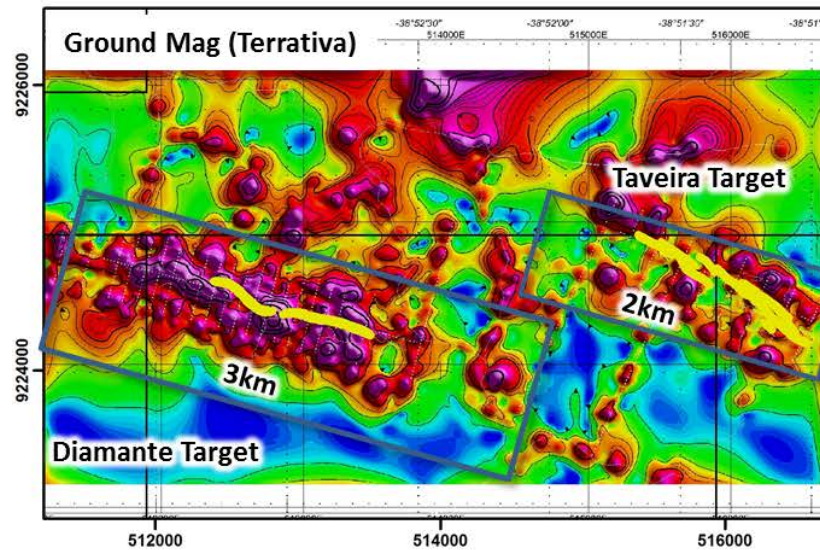 -38°52'30" -38°52'00" -38°51'30"
514000E 515000E 516000E
Ground Mag (Terrativa)
9226000
Taveira Target
2km
9224000
3km
Diamante Target
512000 514000 516000